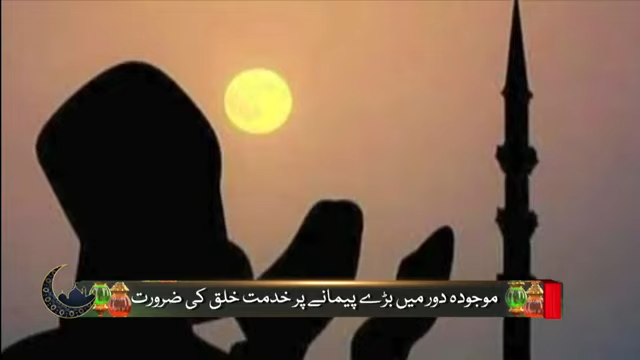 موجودہ دور میں بڑے پیمانے پر خدمت خلق کی ضرورت